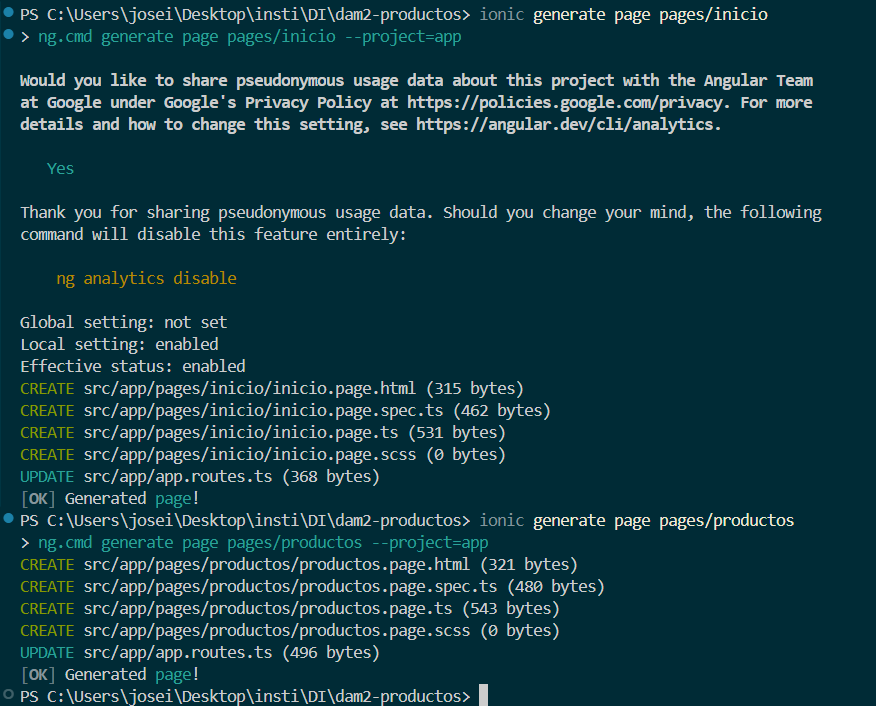 PS C:\Users\josei\Desktop\insti\DI\dam2-productos> ionic generate page pages/inicio
> ng.cmd generate page pages/inicio --project=app
Would you like to share pseudonymous usage data about this project with the Angular Team
at Google under Google's Privacy Policy at https://policies.google.com/privacy. For more
details and how to change this setting, see https://angular.dev/cli/analytics.
Yes
Thank you for sharing pseudonymous usage data. Should you change your mind, the following
command will disable this feature entirely:
ng analytics disable
Global setting: not set
Local setting: enabled
Effective status: enabled
CREATE src/app/pages/inicio/inicio.page.html (315 bytes)
CREATE src/app/pages/inicio/inicio.page.spec.ts (462 bytes)
CREATE src/app/pages/inicio/inicio.page.ts (531 bytes)
CREATE src/app/pages/inicio/inicio.page.scss (0 bytes)
UPDATE src/app/app.routes.ts (368 bytes)
[OK] Generated page!
PS C:\Users\josei\Desktop\insti\DI\dam2-productos> ionic generate page pages/productos
> ng.cmd generate page pages/productos --project=app
CREATE src/app/pages/productos/productos.page.html (321 bytes)
CREATE src/app/pages/productos/productos.page.spec.ts (480 bytes)
CREATE src/app/pages/productos/productos.page.ts (543 bytes)
CREATE src/app/pages/productos/productos.page.scss (0 bytes)
UPDATE src/app/app.routes.ts (496 bytes)
[OK] Generated page!
PS C:\Users\josei\Desktop\insti\DI\dam2-productos>